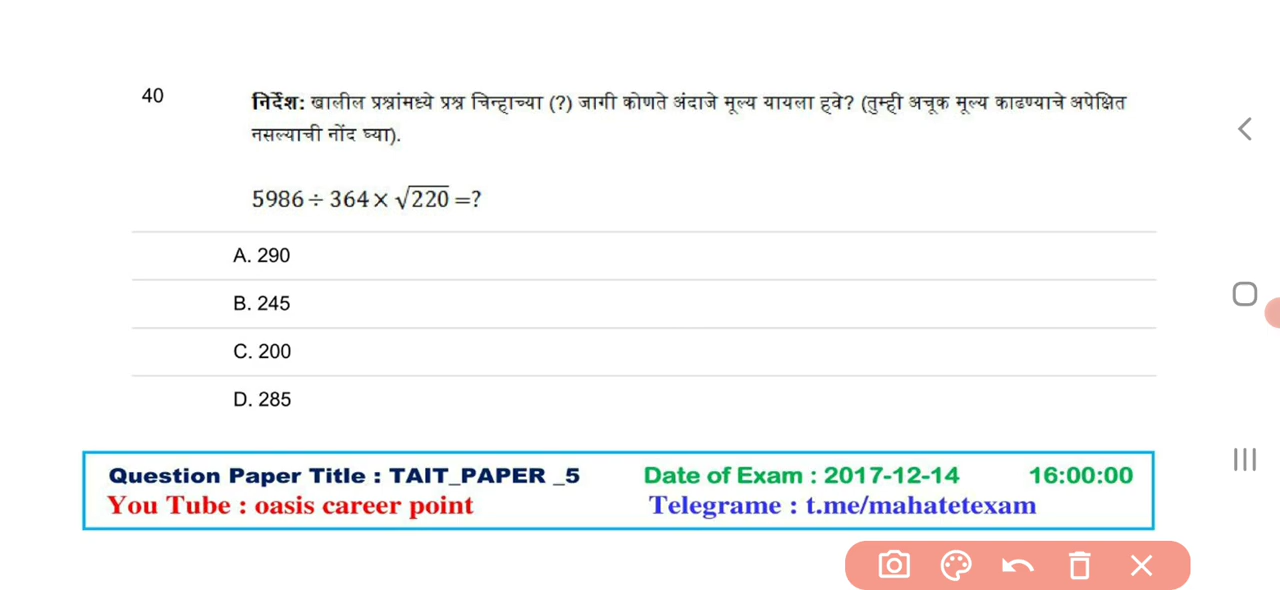 40
निर्देश: खालील प्रश्नांमध्ये प्रश्न चिन्हाच्या (?) जागी कोणते अंदाजे मूल्य यायला हवे? (तुम्ही अचूक मूल्य काढण्याचे अपेक्षित
नसल्याची नोंद घ्या).
5986 ÷ 364 × √220 =?
A. 290
B. 245
C. 200
D. 285
Question Paper Title : TAIT_PAPER _5 Date of Exam : 2017-12-14 16:00:00
You Tube : oasis career point Telegrame : t.me/mahatetexam